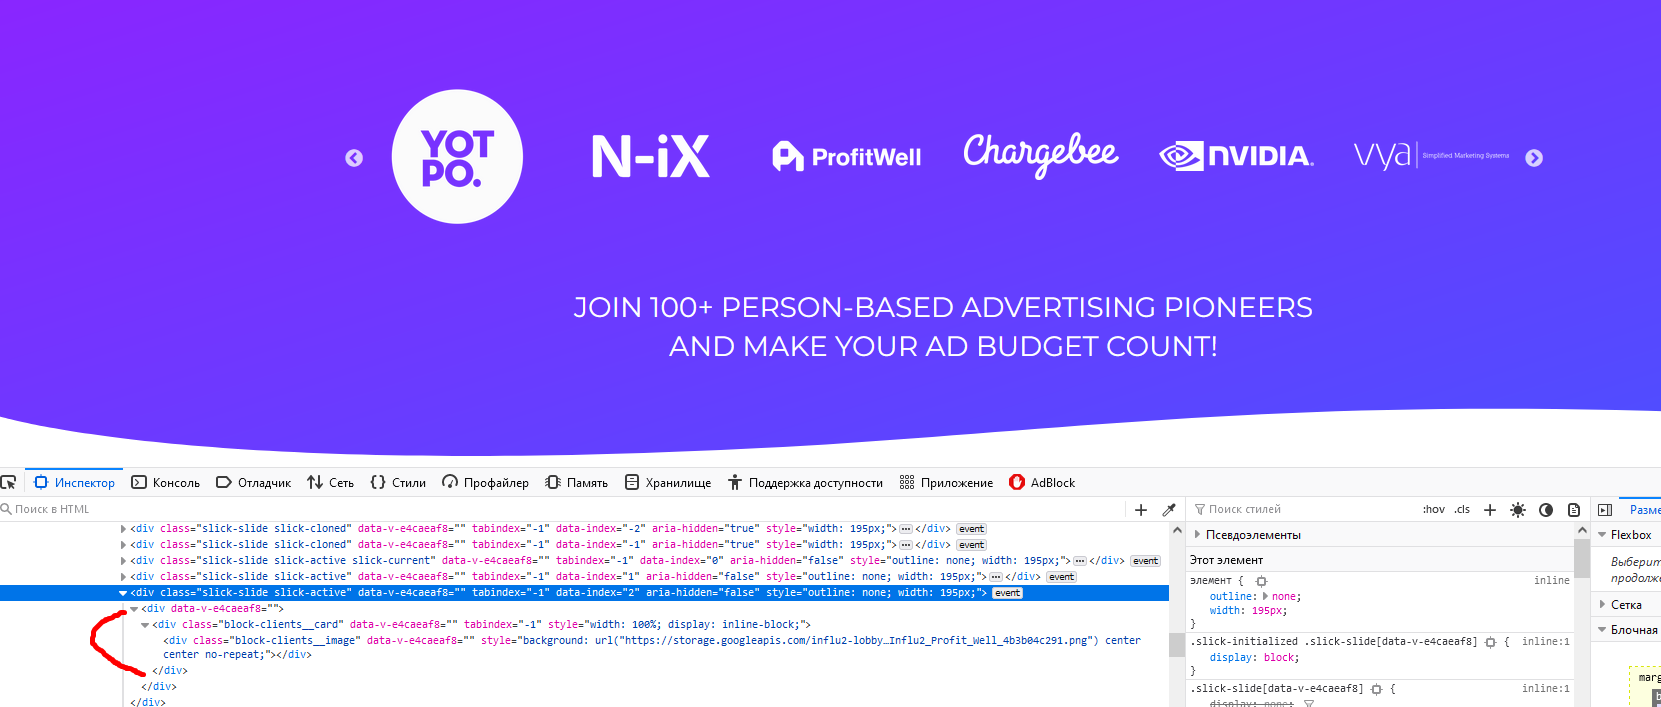 YOT
PO.
N-iX
ProfitWell
Chargebee
NVIDIA.
vya Simplified Marketing Systems
JOIN 100+ PERSON-BASED ADVERTISING PIONEERS
AND MAKE YOUR AD BUDGET COUNT!
Инспектор Консоль Отладчик Сеть Стили Профайлер Память Хранилище Поддержка доступности Приложение AdBlock
Поиск в HTML
<div class="slick-slide slick-cloned" data-v-e4caeaf8="" tabindex="-1" data-index="-2" aria-hidden="true" style="width: 195px;"> </div> event
<div class="slick-slide slick-cloned" data-v-e4caeaf8="" tabindex="-1" data-index="-1" aria-hidden="true" style="width: 195px;"> </div> event
<div class="slick-slide slick-active slick-current" data-v-e4caeaf8="" tabindex="-1" data-index="0" aria-hidden="false" style="outline: none; width: 195px;"> </div> event
<div class="slick-slide slick-active" data-v-e4caeaf8="" tabindex="-1" data-index="1" aria-hidden="false" style="outline: none; width: 195px;"> </div> event
<div class="slick-slide slick-active" data-v-e4caeaf8="" tabindex="-1" data-index="2" aria-hidden="false" style="outline: none; width: 195px;"> event
<div data-v-e4caeaf8="">
<div class="block-clients__card" data-v-e4caeaf8="" tabindex="-1" style="width: 100%; display: inline-block;">
<div class="block-clients__image" data-v-e4caeaf8="" style="background: url("https://storage.googleapis.com/influ2-lobby…Influ2_Profit_Well_4b3b04c291.png") center
center no-repeat;"></div>
</div>
</div>
</div>
Поиск стилей :hov .cls
Псевдоэлементы
Этот элемент
элемент { inline
outline: none;
width: 195px;
}
.slick-initialized .slick-slide[data-v-e4caeaf8] { inline:1
display: block;
}
.slick-slide[data-v-e4caeaf8] { inline:1
display: none;
Разме
Flexbox
Выберит
продолже
Сетка
Блочная
marg